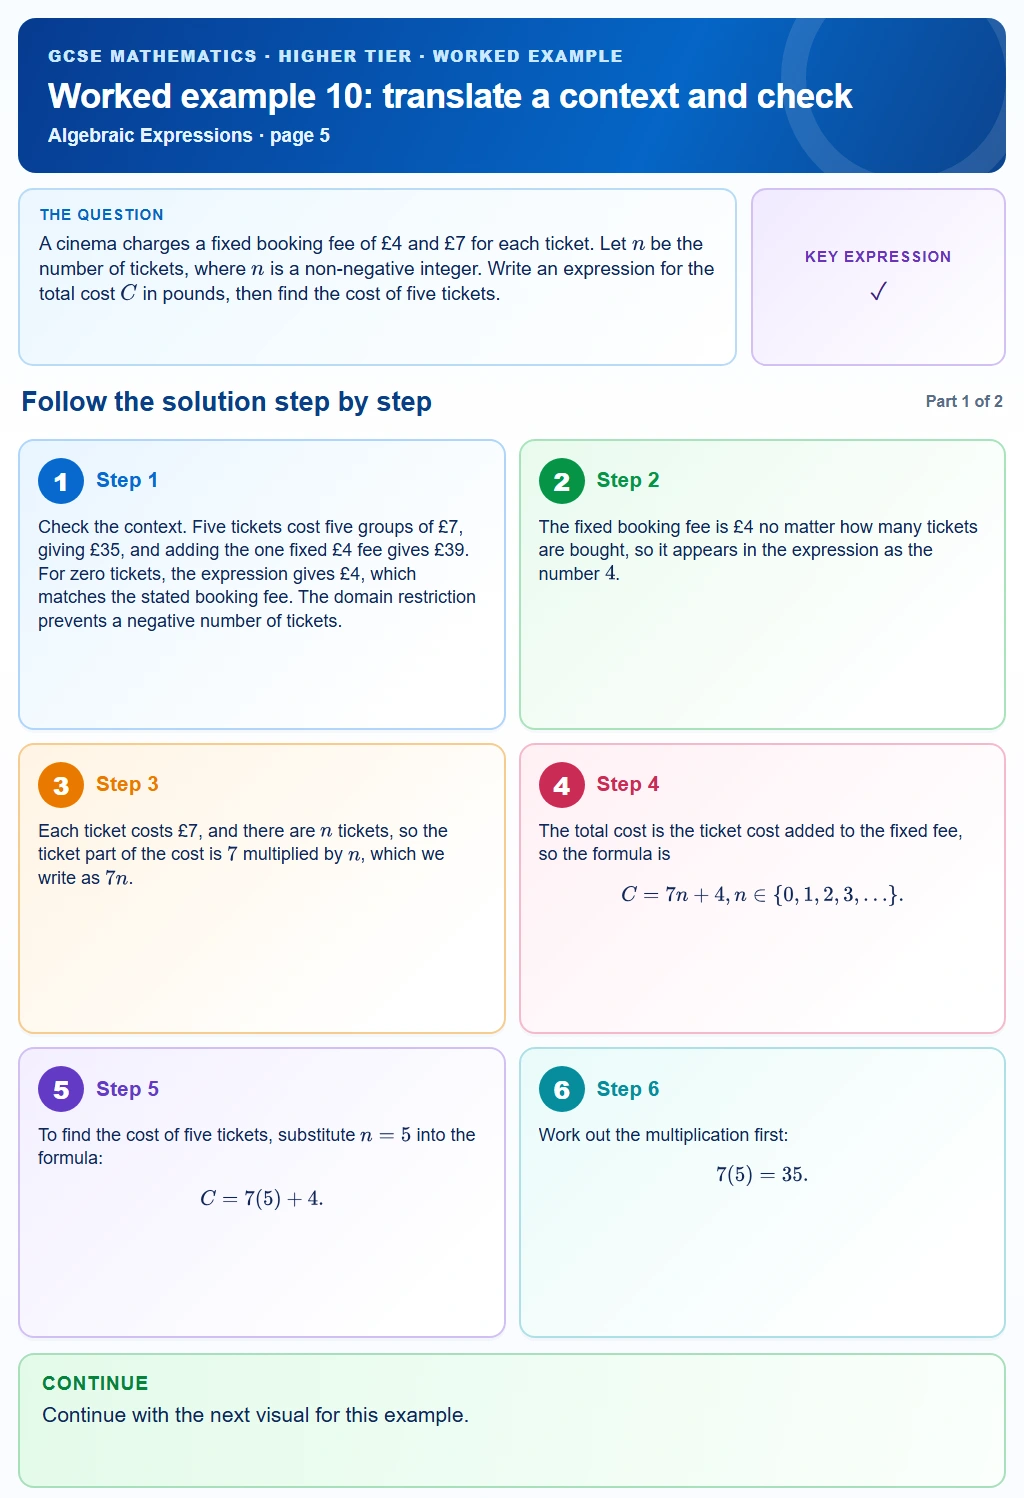 GCSE MATHEMATICS · HIGHER TIER · WORKED EXAMPLE
Worked example 10: translate a context and check
Algebraic Expressions · page 5
THE QUESTION
A cinema charges a fixed booking fee of £4 and £7 for each ticket. Let n be the
number of tickets, where n is a non-negative integer. Write an expression for the
total cost C in pounds, then find the cost of five tickets.
KEY EXPRESSION
✓
Follow the solution step by step
Part 1 of 2
1 Step 1
Check the context. Five tickets cost five groups of £7,
giving £35, and adding the one fixed £4 fee gives £39.
For zero tickets, the expression gives £4, which
matches the stated booking fee. The domain restriction
prevents a negative number of tickets.
2 Step 2
The fixed booking fee is £4 no matter how many tickets
are bought, so it appears in the expression as the
number 4.
3 Step 3
Each ticket costs £7, and there are n tickets, so the
ticket part of the cost is 7 multiplied by n, which we
write as 7n.
4 Step 4
The total cost is the ticket cost added to the fixed fee,
so the formula is
C = 7n + 4, n ∈ {0, 1, 2, 3, …}.
5 Step 5
To find the cost of five tickets, substitute n = 5 into the
formula:
C = 7(5) + 4.
6 Step 6
Work out the multiplication first:
7(5) = 35.
CONTINUE
Continue with the next visual for this example.